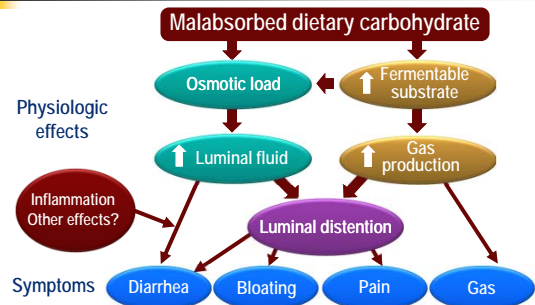 Malabsorbed dietary carbohydrate
Osmotic load
Fermentable
substrate
Physiologic
effects
Luminal fluid
Gas
production
Inflammation
Other effects?
Luminal distention
Symptoms
Diarrhea
Bloating
Pain
Gas